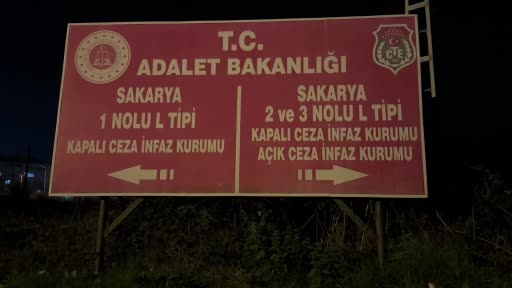 T.C.
ADALET BAKANLIĞI
SAKARYA
1 NOLU L TİPİ
KAPALI CEZA İNFAZ KURUMU
SAKARYA
2 ve 3 NOLU L TİPİ
KAPALI CEZA İNFAZ KURUMU
AÇIK CEZA İNFAZ KURUMU
CTE